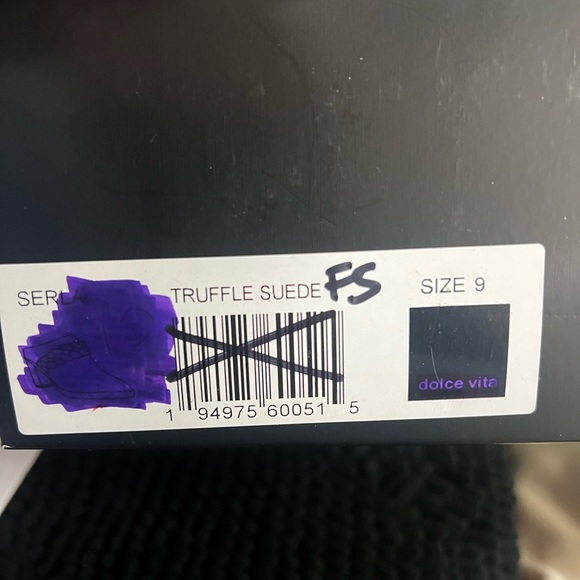 SERLA
TRUFFLE SUEDE FS
SIZE 9
dolce vita
1 94975 60051 5